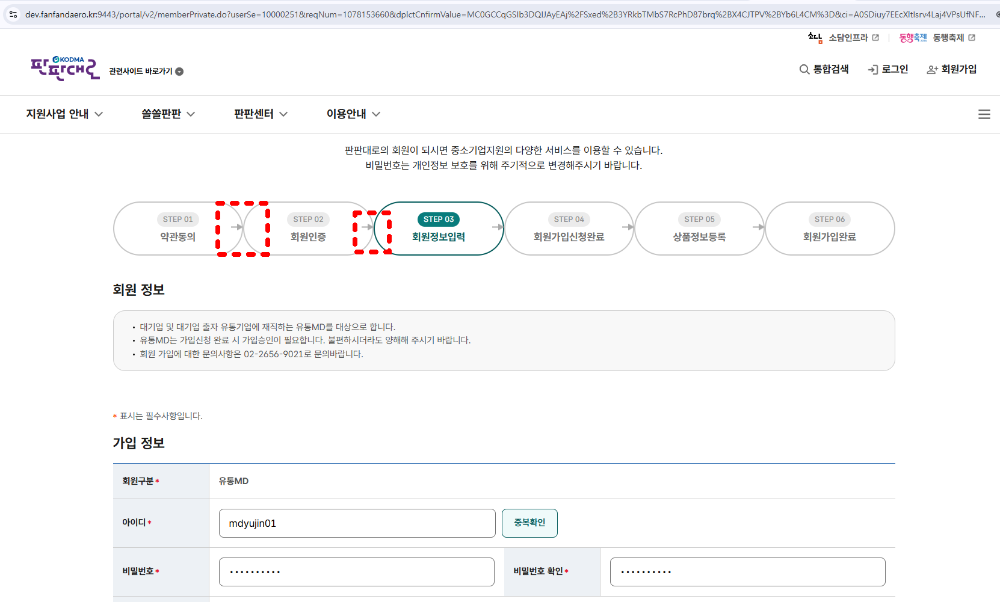 dev.fanfandaero.kr:9443/portal/v2/memberPrivate.do?userSe=10000251&reqNum=1078153660&dplctCnfirmValue=MC0GCCqGSIb3DQIJAyEAj%2FSxed%2B3YRkbTMbS7RcPhD87brq%2BX4CJTPV%2BYb6L4CM%3D&ci=A0SDiuy7EEcXltIsrv4Laj4VPsUfNF...
소담 소담인프라 동행축제 동행축제
KODMA
판판대로 관련사이트 바로가기 통합검색 로그인 회원가입
지원사업 안내 쏠쏠판판 판판센터 이용안내
판판대로의 회원이 되시면 중소기업지원의 다양한 서비스를 이용할 수 있습니다.
비밀번호는 개인정보 보호를 위해 주기적으로 변경해주시기 바랍니다.
STEP 01 STEP 02 STEP 03 STEP 04 STEP 05 STEP 06
약관동의 회원인증 회원정보입력 회원가입신청완료 상품정보등록 회원가입완료
회원 정보
• 대기업 및 대기업 출자 유통기업에 재직하는 유통MD를 대상으로 합니다.
• 유통MD는 가입신청 완료 시 가입승인이 필요합니다. 불편하시더라도 양해해 주시기 바랍니다.
• 회원 가입에 대한 문의사항은 02-2656-9021로 문의바랍니다.
* 표시는 필수사항입니다.
가입 정보
회원구분* 유통MD
아이디* mdyujin01 중복확인
비밀번호* •••••••••• 비밀번호 확인* ••••••••••